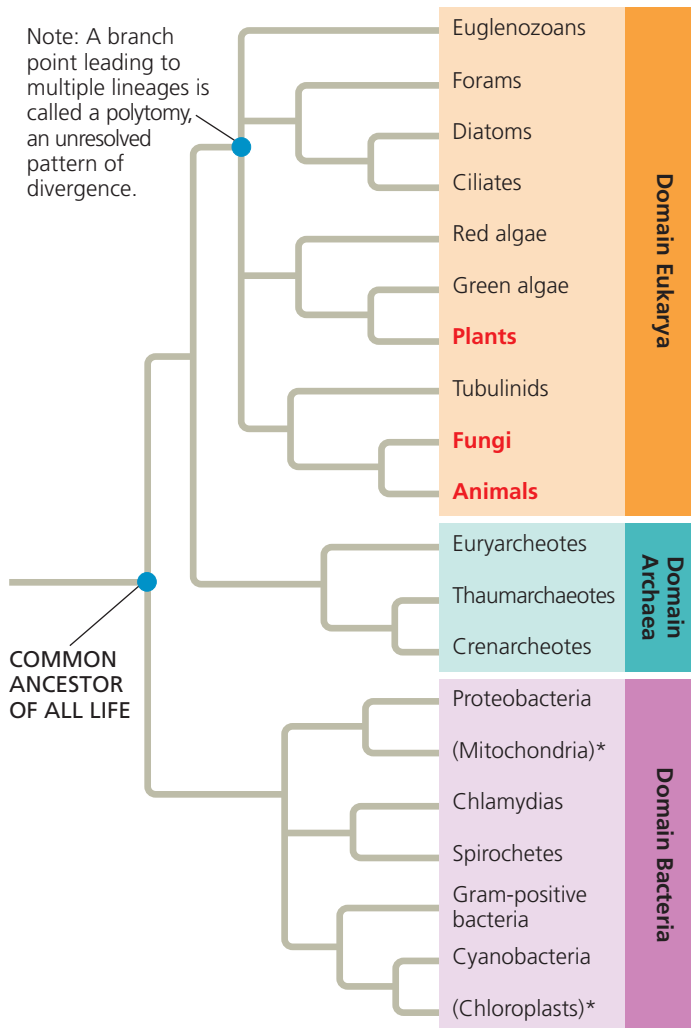 Note: A branch
point leading to
multiple lineages is
called a polytomy,
an unresolved
pattern of
divergence.
Euglenozoans
Forams
Diatoms
Ciliates
Red algae
Green algae
Plants
Tubulinids
Fungi
Animals
Domain Eukarya
Euryarcheotes
Thaumarchaeotes
Crenarcheotes
Domain
Archaea
COMMON
ANCESTOR
OF ALL LIFE
Proteobacteria
(Mitochondria)*
Chlamydias
Spirochetes
Gram-positive
bacteria
Cyanobacteria
(Chloroplasts)*
Domain Bacteria